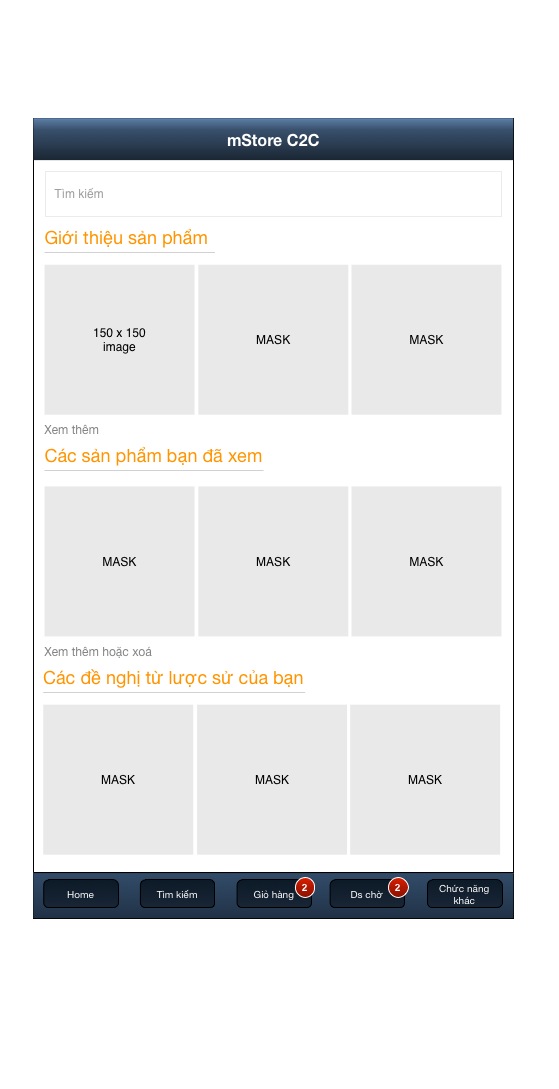 mStore C2C
Tìm kiếm
Giới thiệu sản phẩm
150 x 150
image
MASK
MASK
Xem thêm
Các sản phẩm bạn đã xem
MASK
MASK
MASK
Xem thêm hoặc xoá
Các đề nghị từ lược sử của bạn
MASK
MASK
MASK
Home
Tìm kiếm
Giỏ hàng
2
Ds chờ
2
Chức năng
khác